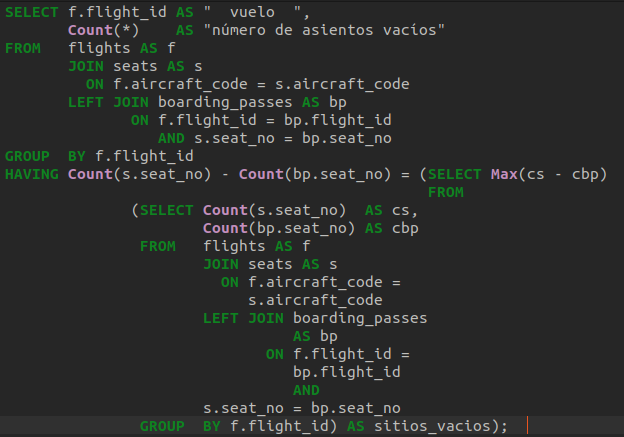 SELECT f.flight_id AS "  vuelo  ",
       Count(*)    AS "número de asientos vacíos"
FROM   flights AS f
       JOIN seats AS s
         ON f.aircraft_code = s.aircraft_code
       LEFT JOIN boarding_passes AS bp
              ON f.flight_id = bp.flight_id
                 AND s.seat_no = bp.seat_no
GROUP  BY f.flight_id
HAVING Count(s.seat_no) - Count(bp.seat_no) = (SELECT Max(cs - cbp)
                                               FROM
              (SELECT Count(s.seat_no)  AS cs,
                      Count(bp.seat_no) AS cbp
               FROM   flights AS f
                      JOIN seats AS s
                        ON f.aircraft_code =
                           s.aircraft_code
                      LEFT JOIN boarding_passes
                                AS bp
                             ON f.flight_id =
                                bp.flight_id
                                AND
                      s.seat_no = bp.seat_no
               GROUP  BY f.flight_id) AS sitios_vacios);